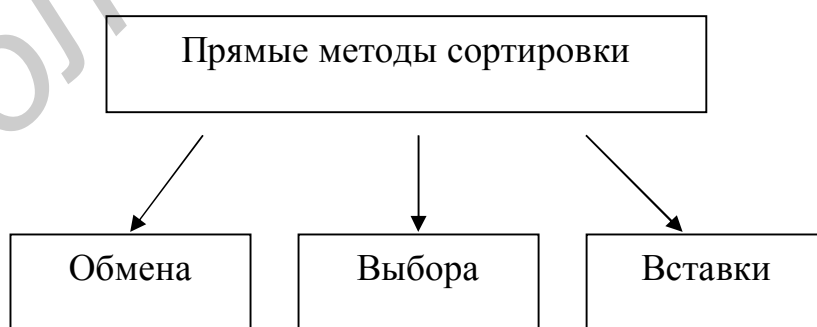 Прямые методы сортировки
Обмена
Выбора
Вставки